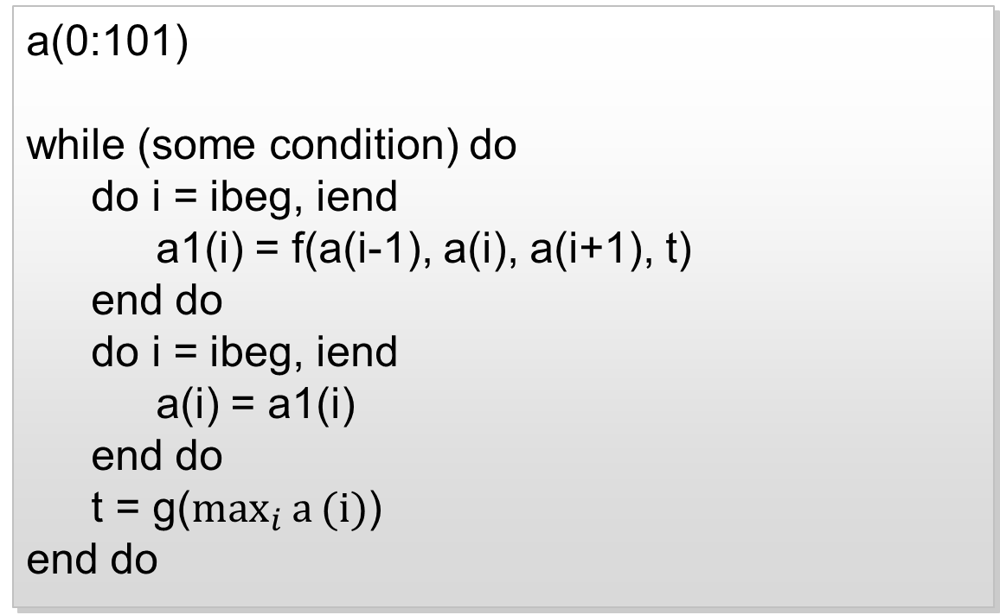 a(0:101)
while (some condition) do
do i = ibeg, iend
a1(i) = f(a(i-1), a(i), a(i+1), t)
end do
do i = ibeg, iend
a(i) = a1(i)
end do
t = g(maxᵢ a (i))
end do